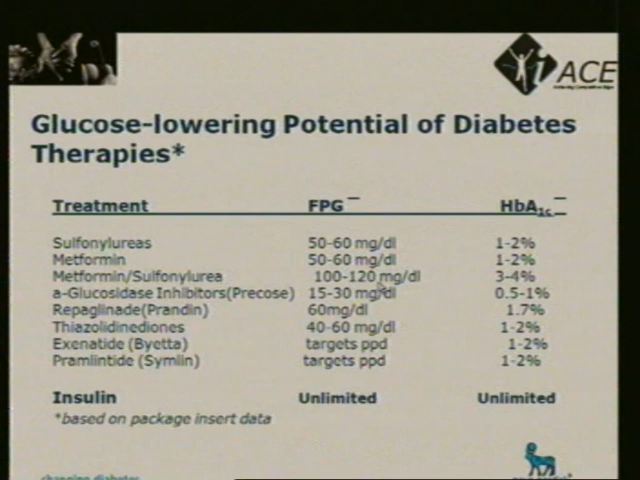 ACE
Glucose-lowering Potential of Diabetes
Therapies*
Treatment FPG¯ HbA1c¯
Sulfonylureas 50-60 mg/dl 1-2%
Metformin 50-60 mg/dl 1-2%
Metformin/Sulfonylurea 100-120 mg/dl 3-4%
a-Glucosidase Inhibitors(Precose) 15-30 mg/dl 0.5-1%
Repaglinade(Prandin) 60mg/dl 1.7%
Thiazolidinediones 40-60 mg/dl 1-2%
Exenatide (Byetta) targets ppd 1-2%
Pramlintide (Symlin) targets ppd 1-2%
Insulin Unlimited Unlimited
*based on package insert data
changing diabetes